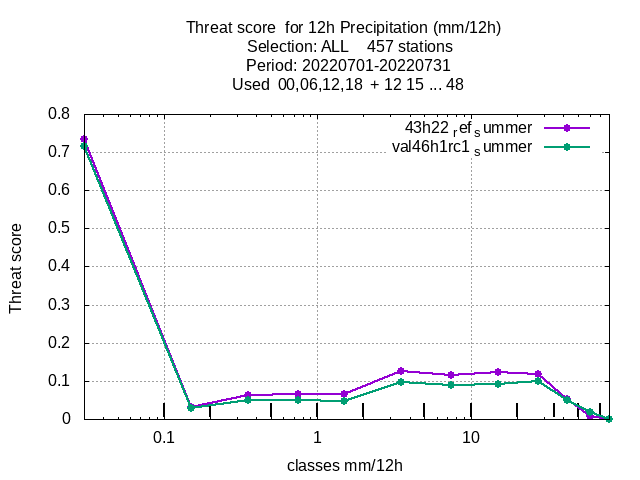 Threat score  for 12h Precipitation (mm/12h)
Selection: ALL    457 stations
Period: 20220701-20220731
Used  00,06,12,18  + 12 15 ... 48
43h22 ref summer
val46h1rc1 summer
0.8
0.7
0.6
0.5
0.4
0.3
0.2
0.1
0
Threat score
0.1 1 10
classes mm/12h